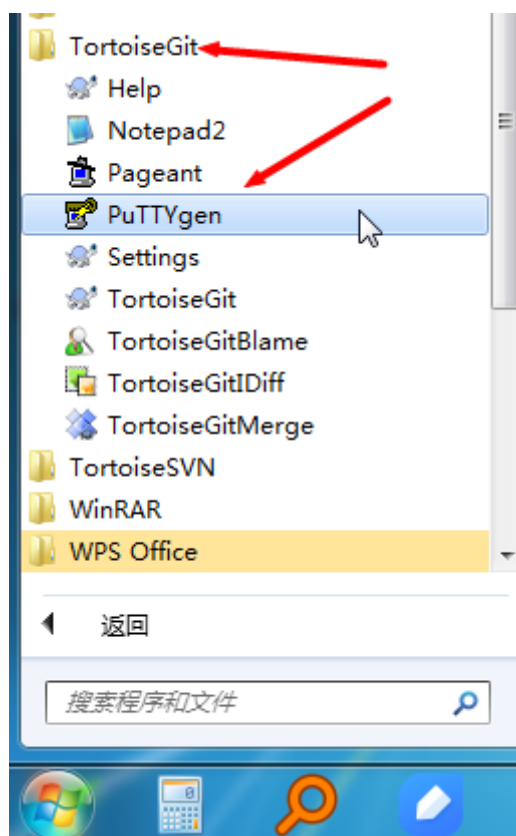 TortoiseGit
Help
Notepad2
Pageant
PuTTYgen
Settings
TortoiseGit
TortoiseGitBlame
TortoiseGitIDiff
TortoiseGitMerge
TortoiseSVN
WinRAR
WPS Office
返回
搜索程序和文件